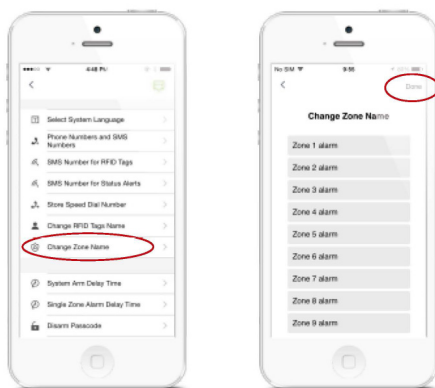 4:48 PM
Select System Language
Phone Numbers and SMS
Numbers
SMS Number for RFID Tags
SMS Number for Status Alerts
Store Speed Dial Number
Change RFID Tags Name
Change Zone Name
System Arm Delay Time
Single Zone Alarm Delay Time
Disarm Passcode
No SIM
9:55
Done
Change Zone Name
Zone 1 alarm
Zone 2 alarm
Zone 3 alarm
Zone 4 alarm
Zone 5 alarm
Zone 6 alarm
Zone 7 alarm
Zone 8 alarm
Zone 9 alarm